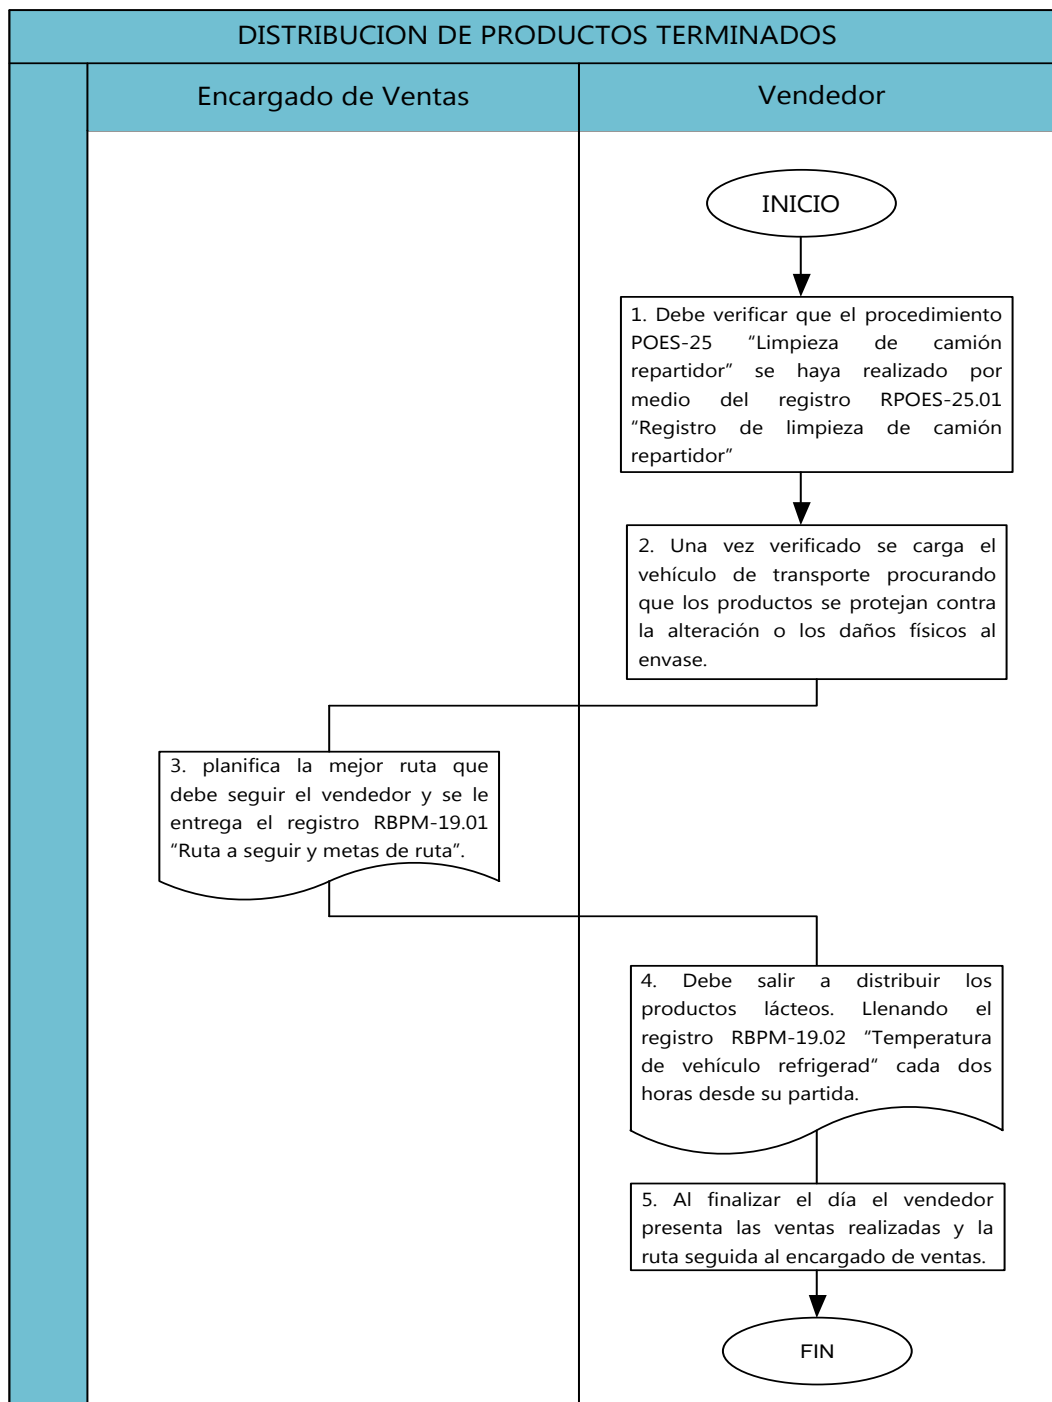 DISTRIBUCION DE PRODUCTOS TERMINADOS
Encargado de Ventas
Vendedor
INICIO
1. Debe verificar que el procedimiento
POES-25 "Limpieza de camión
repartidor" se haya realizado por
medio del registro RPOES-25.01
"Registro de limpieza de camión
repartidor"
2. Una vez verificado se carga el
vehículo de transporte procurando
que los productos se protejan contra
la alteración o los daños físicos al
envase.
3. planifica la mejor ruta que
debe seguir el vendedor y se le
entrega el registro RBPM-19.01
"Ruta a seguir y metas de ruta".
4. Debe salir a distribuir los
productos lácteos. Llenando el
registro RBPM-19.02 "Temperatura
de vehículo refrigerad" cada dos
horas desde su partida.
5. Al finalizar el día el vendedor
presenta las ventas realizadas y la
ruta seguida al encargado de ventas.
FIN